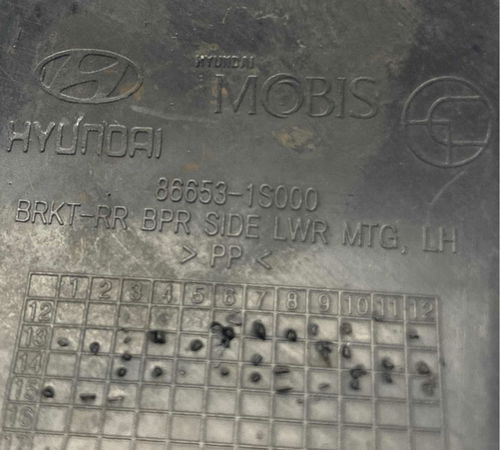 HYUNDAI
MOBIS
HYUNDAI
86653-1S000
BRKT-RR BPR SIDE LWR MTG, LH
> PP <
1 2 3 4 5 6 7 8 9 10 11 12
12
13
14
15
16